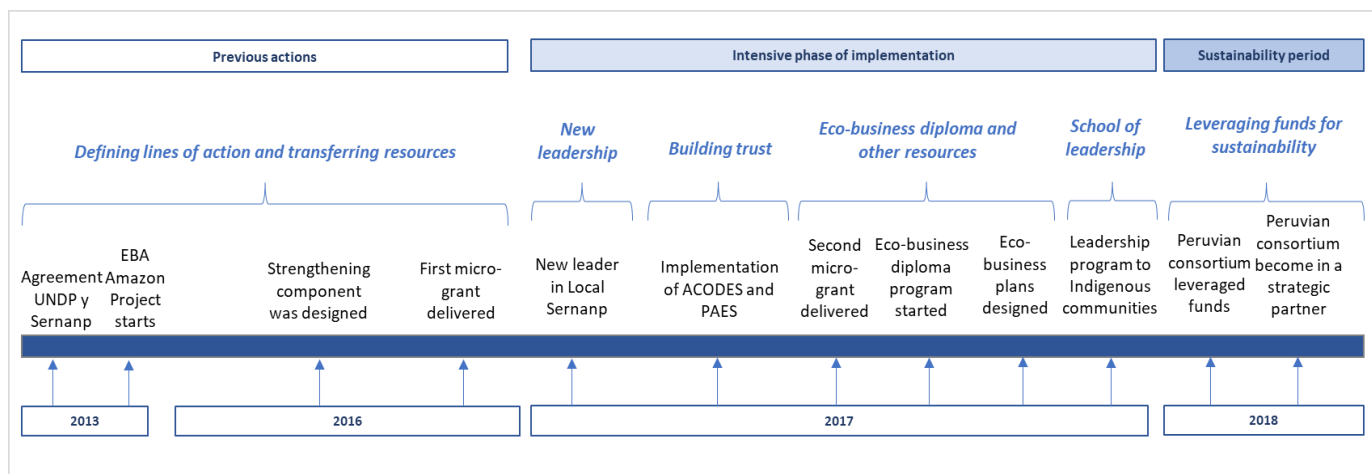 Previous actions
Intensive phase of implementation
Sustainability period
Defining lines of action and transferring resources
New
leadership
Building trust
Eco-business diploma and
other resources
School of
leadership
Leveraging funds for
sustainability
Agreement
UNDP y
Sernanp
EBA
Amazon
Project
starts
Strengthening
component
was designed
First micro-
grant
delivered
New leader
in Local
Sernanp
Implementation
of ACODES and
PAES
Second
micro-
grant
delivered
Eco-business
diploma
program
started
Eco-
business
plans
designed
Leadership
program to
Indigenous
communities
Peruvian
consortium
leveraged
funds
Peruvian
consortium
become in a
strategic
partner
2013
2016
2017
2018